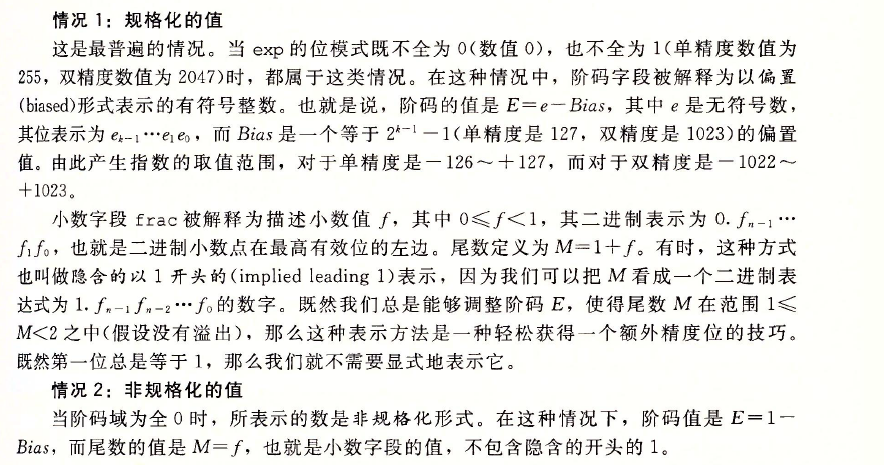 情况 1：规格化的值
这是最普遍的情况。当 exp 的位模式既不全为 0(数值 0)，也不全为 1(单精度数值为
255，双精度数值为 2047)时，都属于这类情况。在这种情况中，阶码字段被解释为以偏置
(biased)形式表示的有符号整数。也就是说，阶码的值是 E=e−Bias，其中 e 是无符号数，
其位表示为 eₖ₋₁⋯e₁e₀，而 Bias 是一个等于 2ᵏ⁻¹−1(单精度是 127，双精度是 1023)的偏置
值。由此产生指数的取值范围，对于单精度是−126～+127，而对于双精度是−1022～
+1023。
小数字段 frac 被解释为描述小数值 f，其中 0≤f<1，其二进制表示为 0. fₙ₋₁⋯
f₁f₀，也就是二进制小数点在最高有效位的左边。尾数定义为 M=1+f。有时，这种方式
也叫做隐含的以 1 开头的(implied leading 1)表示，因为我们可以把 M 看成一个二进制表
达式为 1. fₙ₋₁fₙ₋₂⋯f₀的数字。既然我们总是能够调整阶码 E，使得尾数 M 在范围 1≤
M<2 之中(假设没有溢出)，那么这种表示方法是一种轻松获得一个额外精度位的技巧。
既然第一位总是等于 1，那么我们就不需要显式地表示它。
情况 2：非规格化的值
当阶码域为全 0 时，所表示的数是非规格化形式。在这种情况下，阶码值是 E=1−
Bias，而尾数的值是 M=f，也就是小数字段的值，不包含隐含的开头的 1。